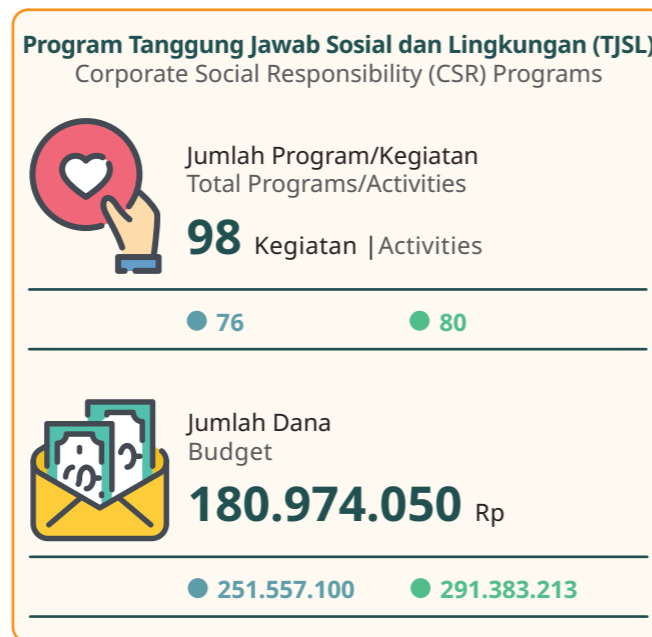 Program Tanggung Jawab Sosial dan Lingkungan (TJSL)
Corporate Social Responsibility (CSR) Programs
Jumlah Program/Kegiatan
Total Programs/Activities
98 Kegiatan |Activities
76 80
Jumlah Dana
Budget
180.974.050 Rp
251.557.100 291.383.213